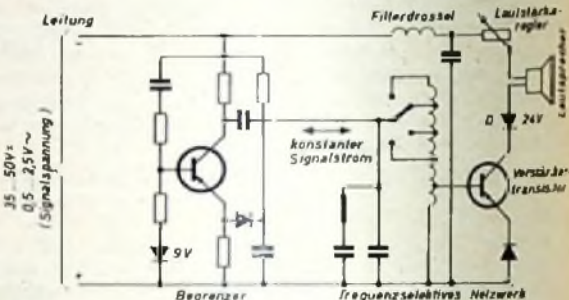 Leitung
Filterdrossel
Lautstärke-
regler
Lautsprecher
35 ... 50V=
0,5 ... 2,5V~
(Signalspannung)
konstanter
Signalstrom
D
24V
Verstärker-
transistor
9V
Begrenzer
frequenzselektives Netzwerk